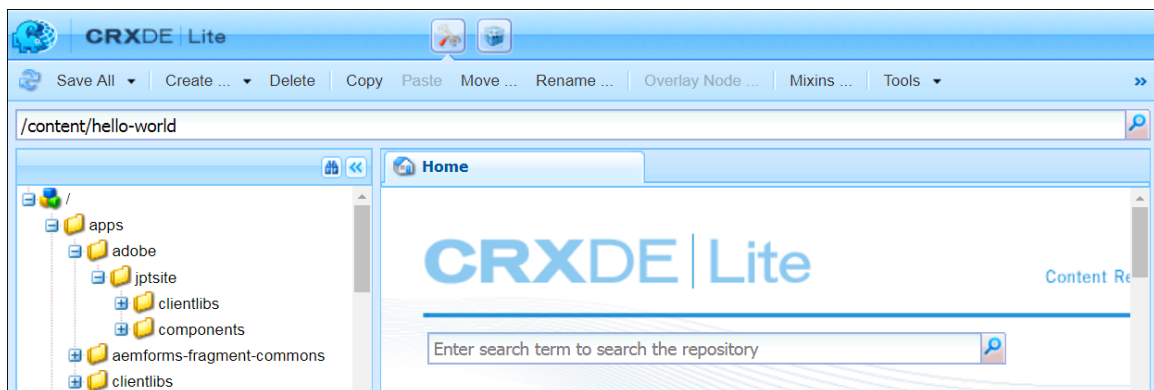 CRXDE | Lite
Save All Create ... Delete Copy Paste Move ... Rename ... Overlay Node ... Mixins ... Tools »
/content/hello-world
Home
/
apps
adobe
jptsite
clientlibs
components
aemforms-fragment-commons
clientlibs
CRXDE | Lite
Content
Enter search term to search the repository